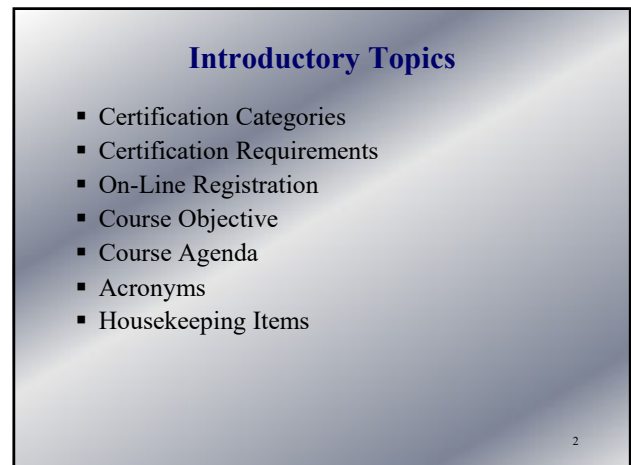 Introductory Topics
▪ Certification Categories
▪ Certification Requirements
▪ On-Line Registration
▪ Course Objective
▪ Course Agenda
▪ Acronyms
▪ Housekeeping Items
2